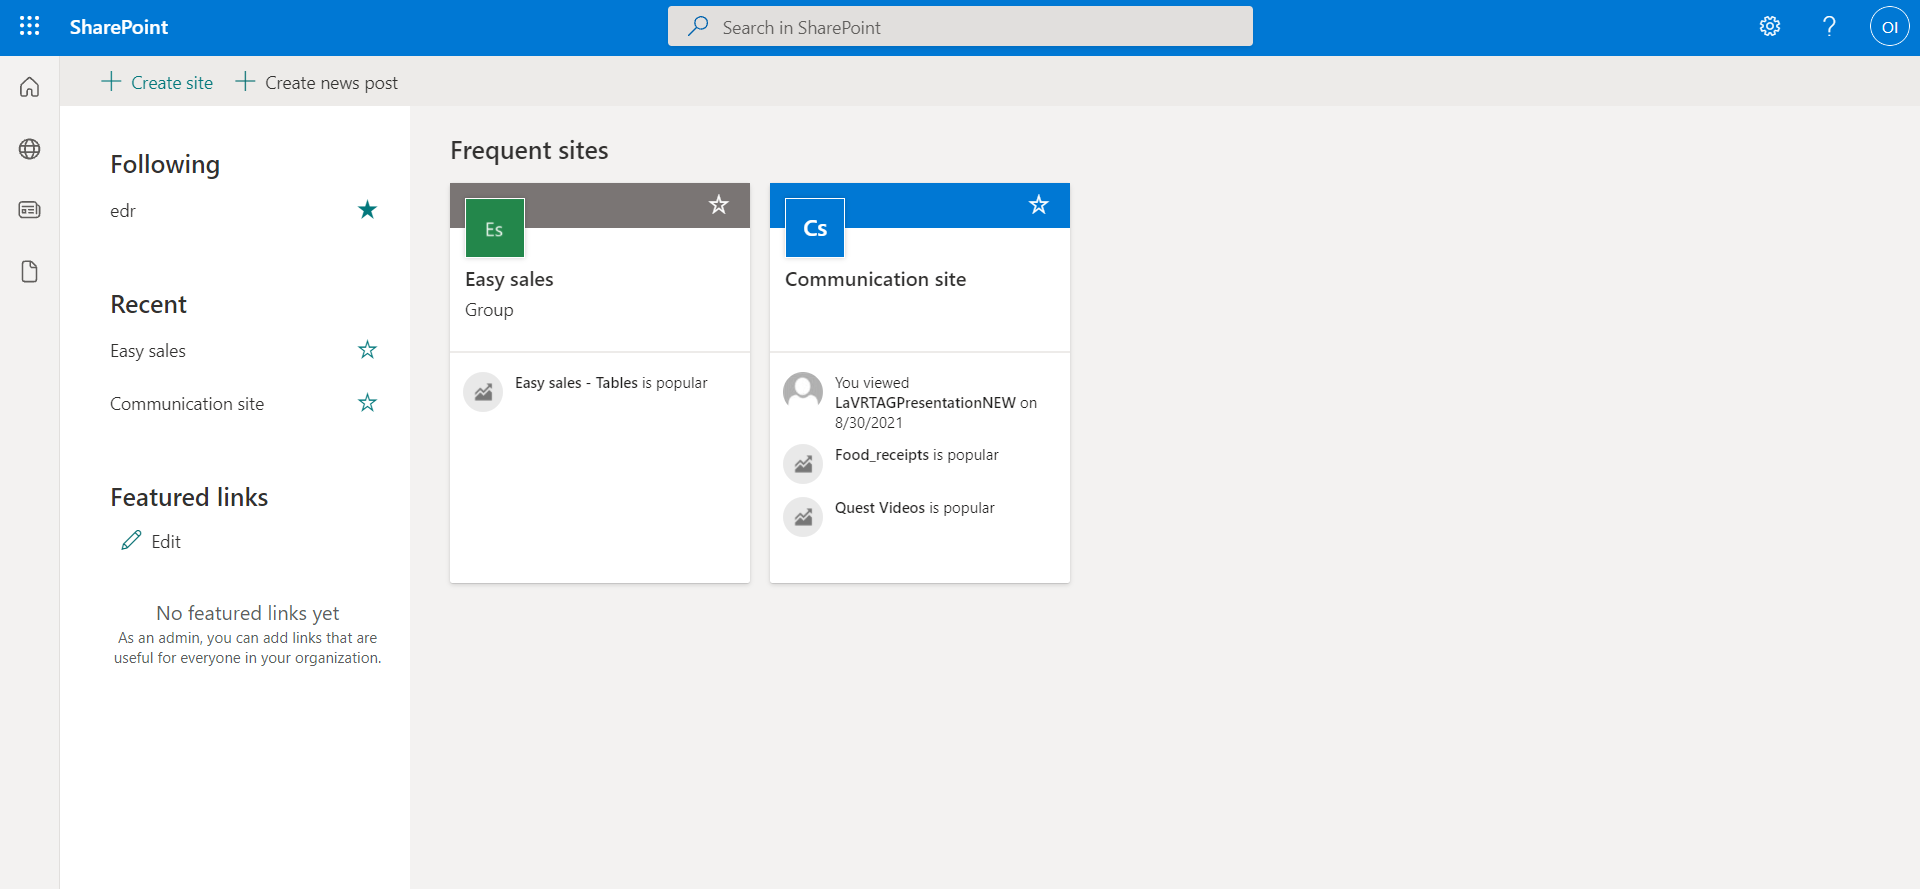 SharePoint
Search in SharePoint
OI
Create site
Create news post
Following
edr
Recent
Easy sales
Communication site
Featured links
Edit
No featured links yet
As an admin, you can add links that are
useful for everyone in your organization.
Frequent sites
Es
Easy sales
Group
Easy sales - Tables is popular
Cs
Communication site
You viewed
LaVRTAGPresentationNEW on
8/30/2021
Food_receipts is popular
Quest Videos is popular